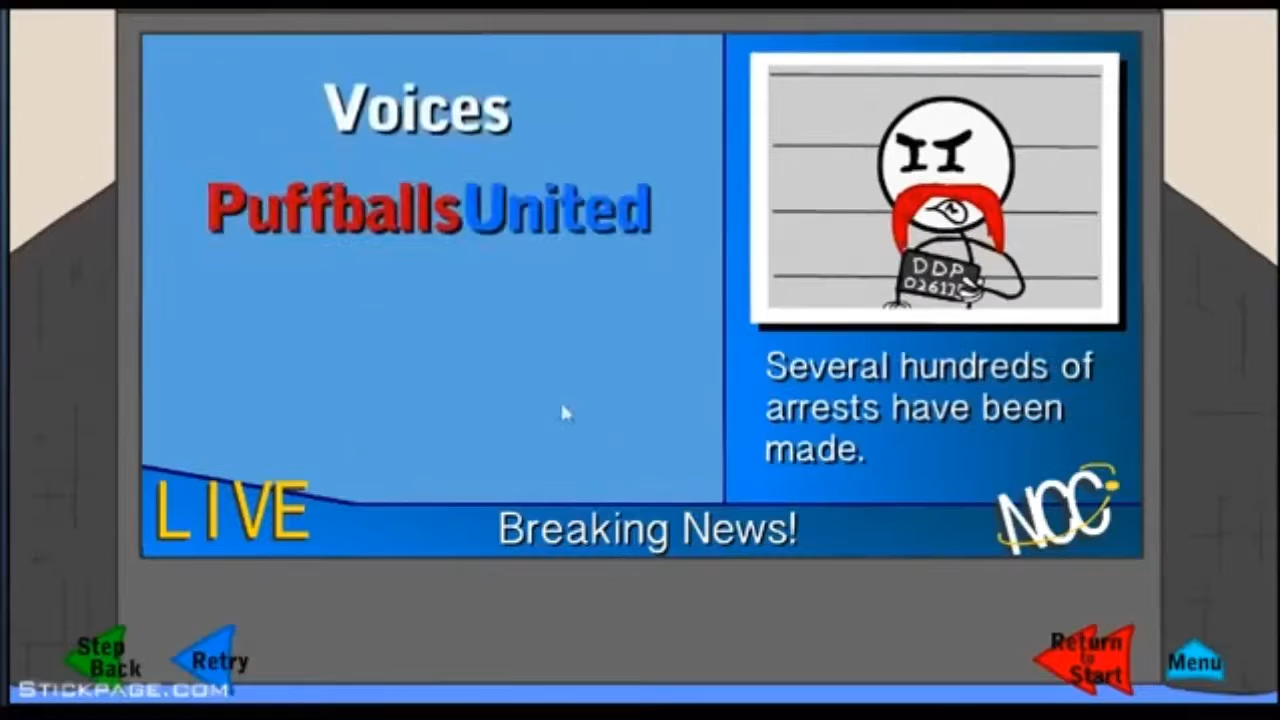 Voices
PuffballsUnited
DDP
Several hundreds of
arrests have been
made.
LIVE
Breaking News!
NCC
Step
Back
Retry
Return
to
Start
Menu
STICKPAGE.COM